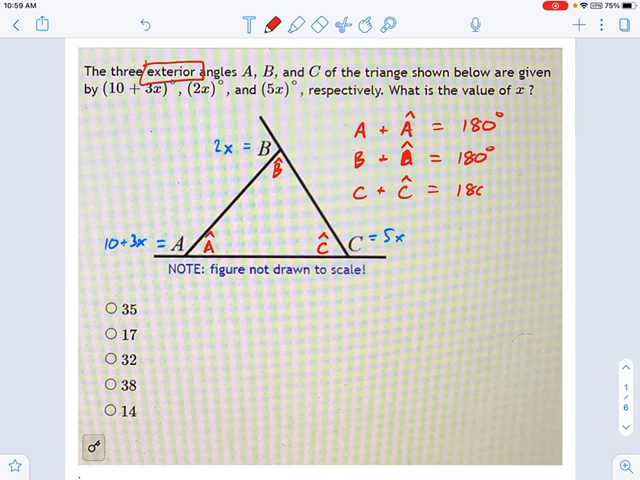 10:59 AM
VPN 75%
T
The three exterior angles A, B, and C of the triange shown below are given
by (10 + 3x)°, (2x)°, and (5x)°, respectively. What is the value of x ?
A + Â = 180°
2x = B
B̂
B + B̂ = 180°
C + Ĉ = 180
10+3x = A
Â
Ĉ
C = 5x
NOTE: figure not drawn to scale!
35
17
32
38
14
1
/
6